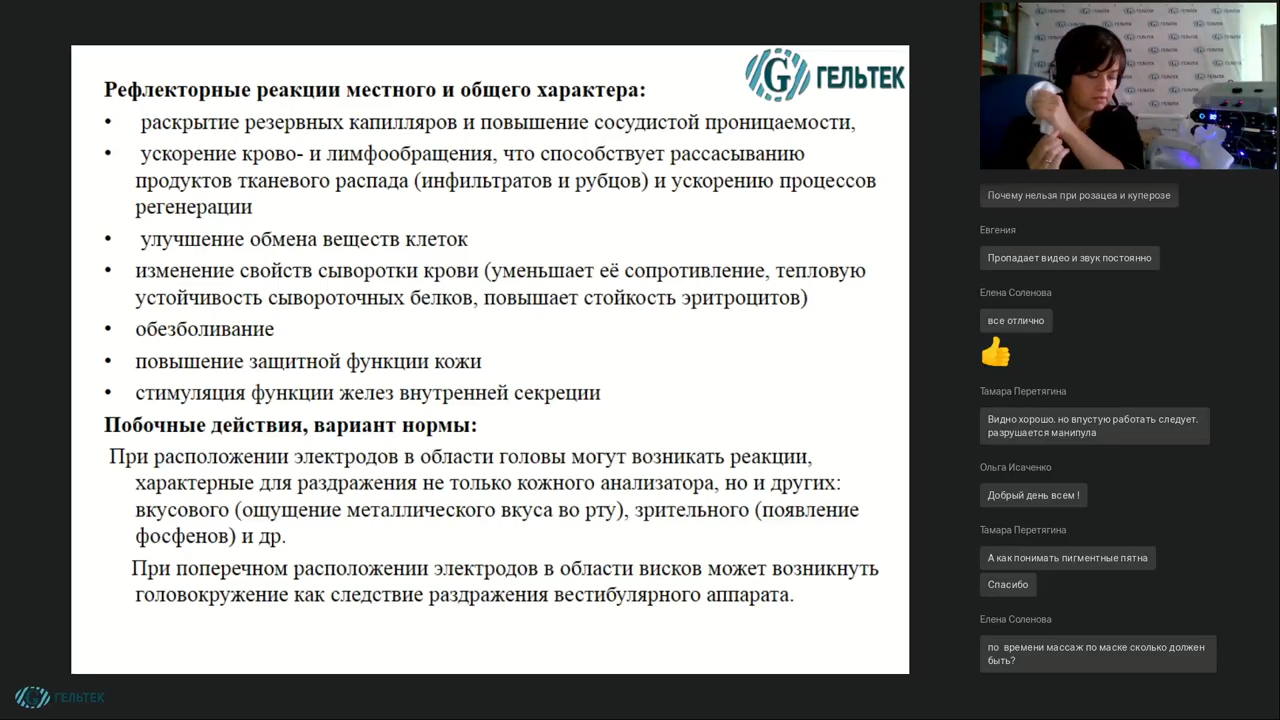 ГЕЛЬТЕК
Рефлекторные реакции местного и общего характера:
• раскрытие резервных капилляров и повышение сосудистой проницаемости,
• ускорение крово- и лимфообращения, что способствует рассасыванию
продуктов тканевого распада (инфильтратов и рубцов) и ускорению процессов
регенерации
• улучшение обмена веществ клеток
• изменение свойств сыворотки крови (уменьшает её сопротивление, тепловую
устойчивость сывороточных белков, повышает стойкость эритроцитов)
• обезболивание
• повышение защитной функции кожи
• стимуляция функции желез внутренней секреции
Побочные действия, вариант нормы:
При расположении электродов в области головы могут возникать реакции,
характерные для раздражения не только кожного анализатора, но и других:
вкусового (ощущение металлического вкуса во рту), зрительного (появление
фосфенов) и др.
При поперечном расположении электродов в области висков может возникнуть
головокружение как следствие раздражения вестибулярного аппарата.
ГЕЛЬТЕК
Почему нельзя при розацеа и куперозе
Евгения
Пропадает видео и звук постоянно
Елена Соленова
все отлично
Тамара Перетягина
Видно хорошо. но впустую работать следует.
разрушается манипула
Ольга Исаченко
Добрый день всем !
Тамара Перетягина
А как понимать пигментные пятна
Спасибо
Елена Соленова
по времени массаж по маске сколько должен
быть?